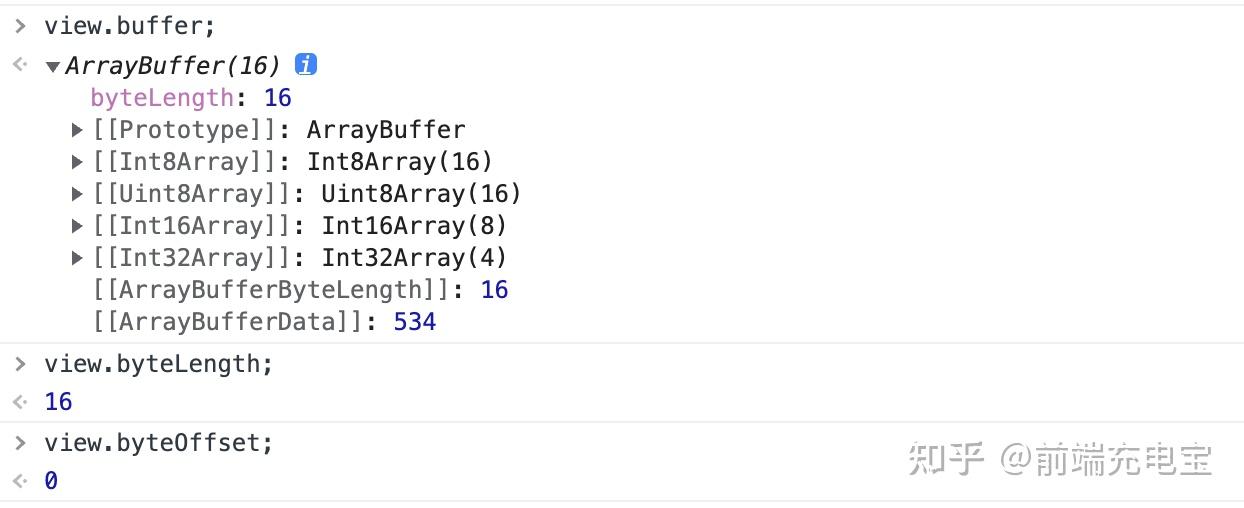 > view.buffer;
<· ▼ArrayBuffer(16) i
byteLength: 16
▶[[Prototype]]: ArrayBuffer
▶[[Int8Array]]: Int8Array(16)
▶[[Uint8Array]]: Uint8Array(16)
▶[[Int16Array]]: Int16Array(8)
▶[[Int32Array]]: Int32Array(4)
[[ArrayBufferByteLength]]: 16
[[ArrayBufferData]]: 534
> view.byteLength;
<· 16
> view.byteOffset;
<· 0
知乎 @前端充电宝